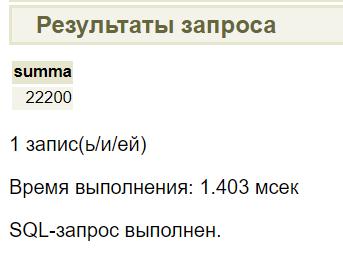 Результаты запроса
summa
22200
1 запис(ь/и/ей)
Время выполнения: 1.403 мсек
SQL-запрос выполнен.